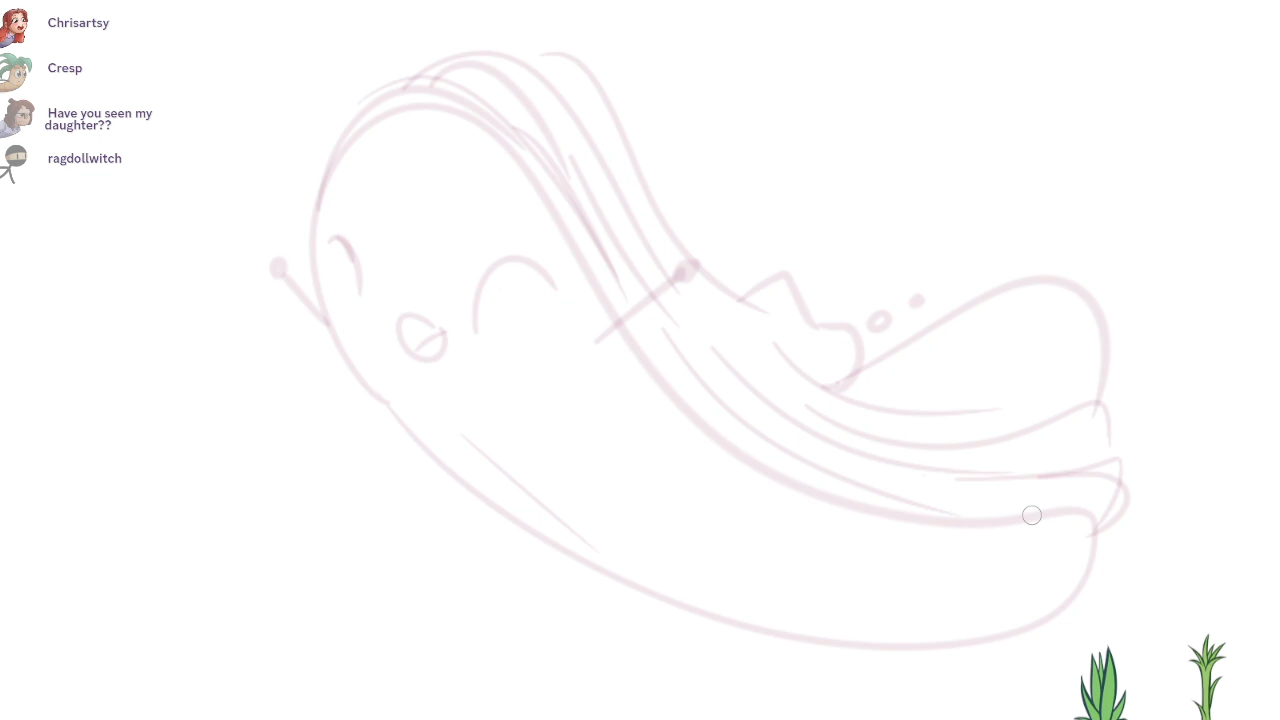 Chrisartsy
Cresp
Have you seen my
daughter??
ragdollwitch